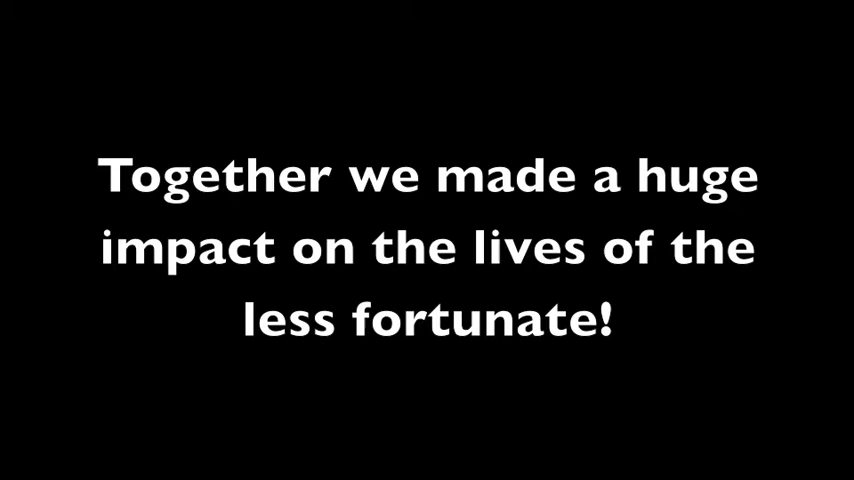 Together we made a huge
impact on the lives of the
less fortunate!